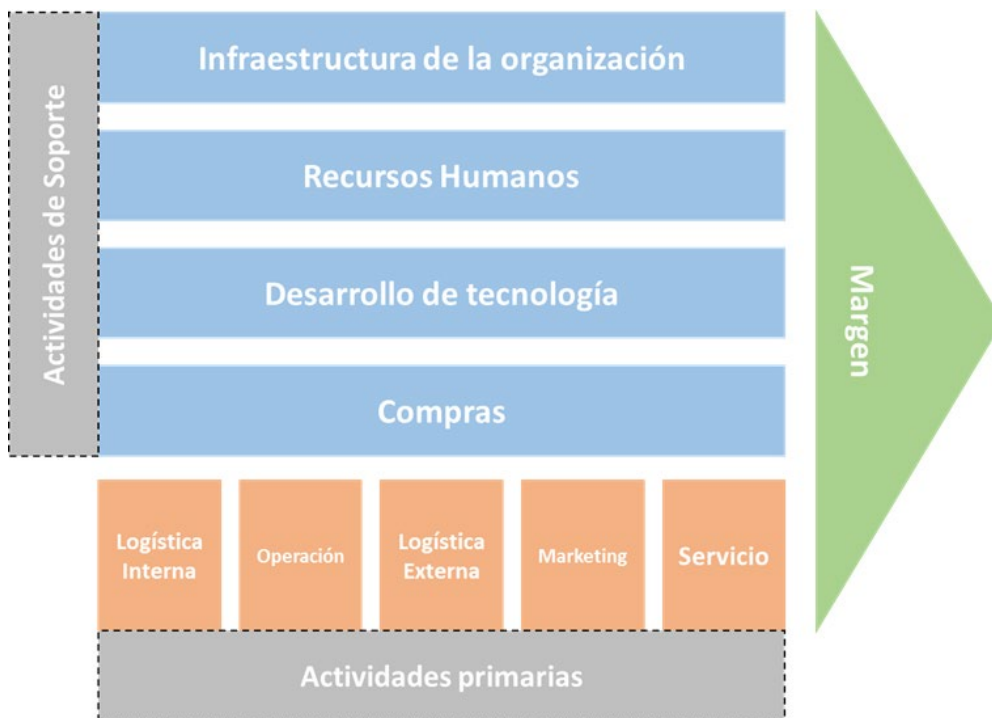 Actividades de Soporte
Infraestructura de la organización
Recursos Humanos
Desarrollo de tecnología
Compras
Margen
Logística
Interna
Operación
Logística
Externa
Marketing
Servicio
Actividades primarias